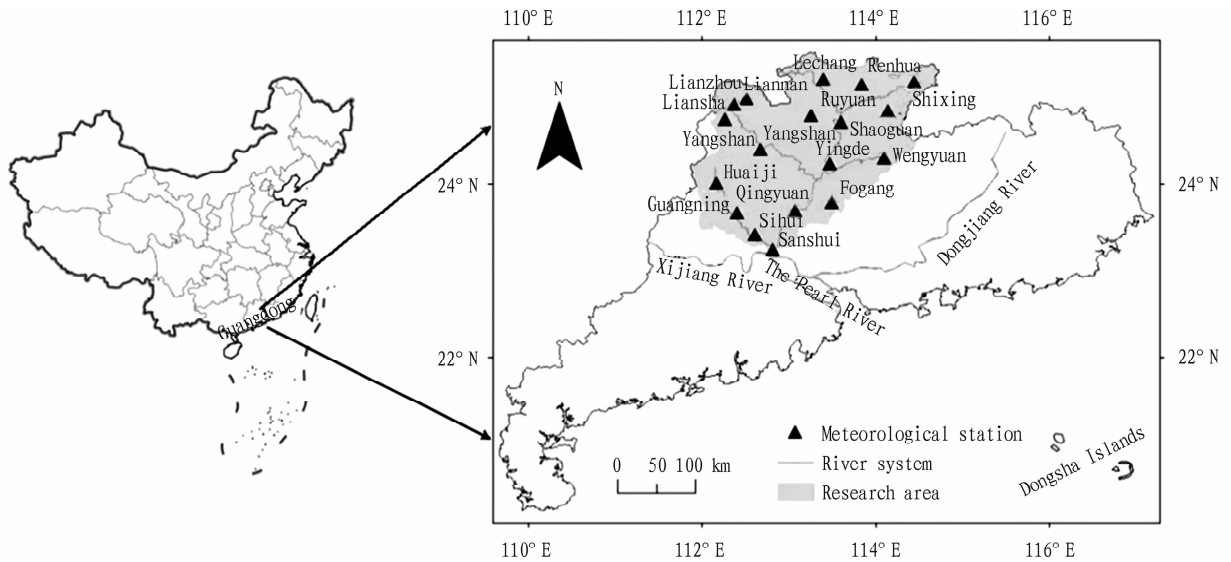 110° E 112° E 114° E 116° E
N
Lechang Renhua
Lianzhou Liannan
Liansha Ruyuan Shixing
Yangshan Yangshan Shaoguan
Yingde Wengyuan
24° N 24° N
Huaiji
Qingyuan Fogang
Guangning
Sihui
Sanshui
Dongjiang River
Xijiang River
The Pearl River
Guangdong
22° N 22° N
Meteorological station
0 50 100 km
River system
Research area
Dongsha Islands
110° E 112° E 114° E 116° E